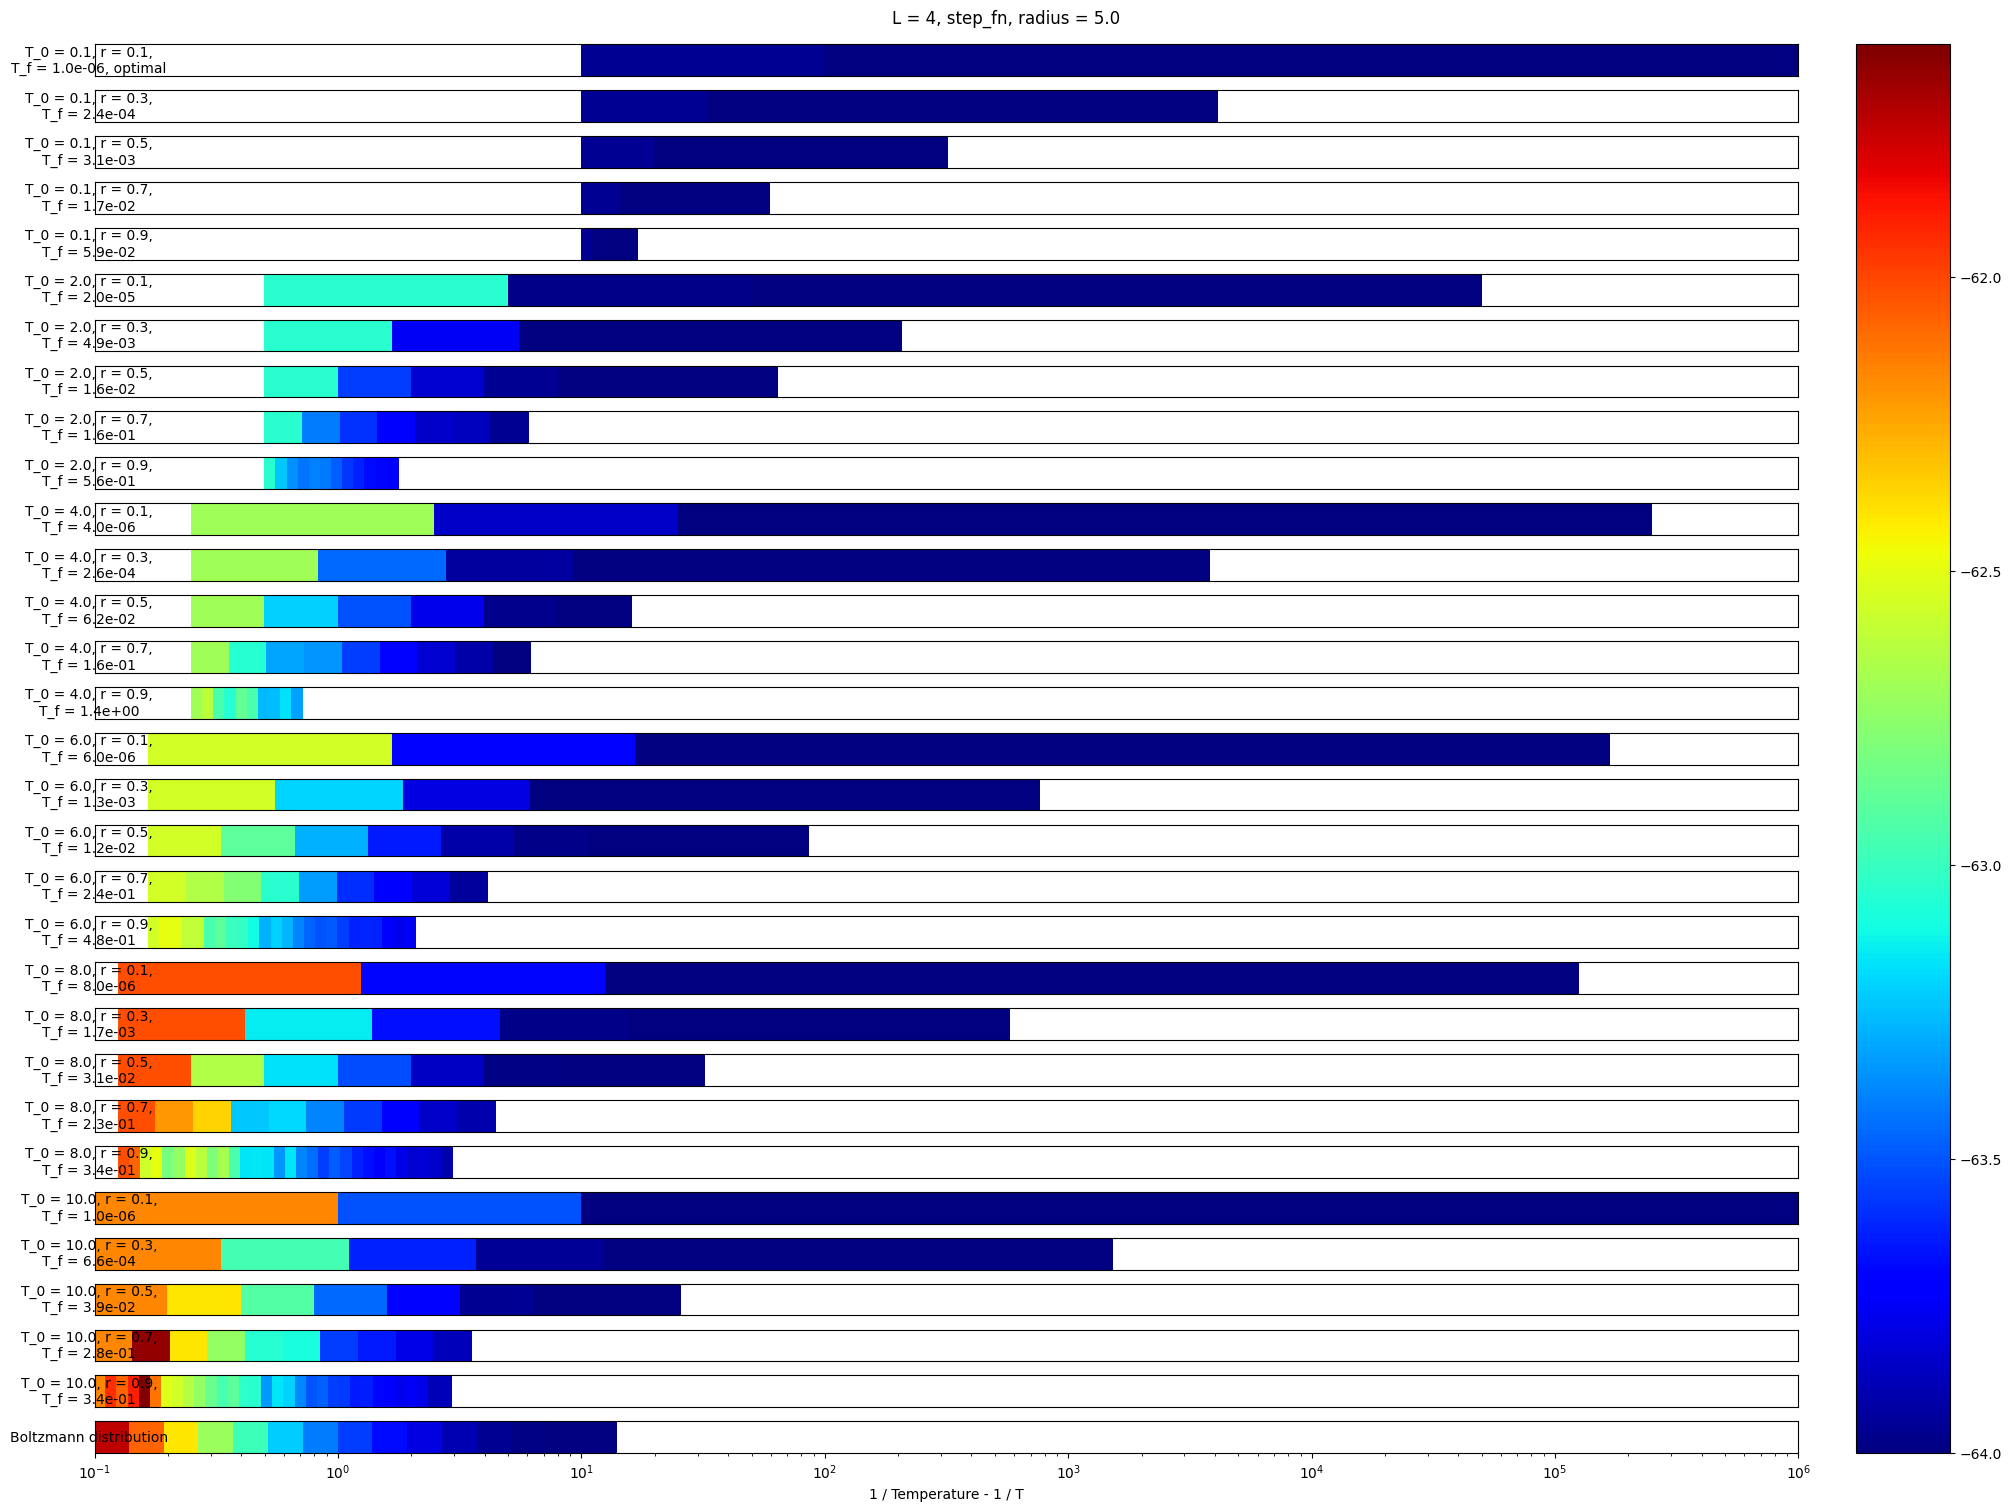 L = 4, step_fn, radius = 5.0
T_0 = 0.1, r = 0.1,
T_f = 1.0e-06, optimal
T_0 = 0.1, r = 0.3,
T_f = 2.4e-04
T_0 = 0.1, r = 0.5,
T_f = 3.1e-03
T_0 = 0.1, r = 0.7,
T_f = 1.7e-02
T_0 = 0.1, r = 0.9,
T_f = 5.9e-02
T_0 = 2.0, r = 0.1,
T_f = 2.0e-05
T_0 = 2.0, r = 0.3,
T_f = 4.9e-03
T_0 = 2.0, r = 0.5,
T_f = 1.6e-02
T_0 = 2.0, r = 0.7,
T_f = 1.6e-01
T_0 = 2.0, r = 0.9,
T_f = 5.6e-01
T_0 = 4.0, r = 0.1,
T_f = 4.0e-06
T_0 = 4.0, r = 0.3,
T_f = 2.6e-04
T_0 = 4.0, r = 0.5,
T_f = 6.2e-02
T_0 = 4.0, r = 0.7,
T_f = 1.6e-01
T_0 = 4.0, r = 0.9,
T_f = 1.4e+00
T_0 = 6.0, r = 0.1,
T_f = 6.0e-06
T_0 = 6.0, r = 0.3,
T_f = 1.3e-03
T_0 = 6.0, r = 0.5,
T_f = 1.2e-02
T_0 = 6.0, r = 0.7,
T_f = 2.4e-01
T_0 = 6.0, r = 0.9,
T_f = 4.8e-01
T_0 = 8.0, r = 0.1,
T_f = 8.0e-06
T_0 = 8.0, r = 0.3,
T_f = 1.7e-03
T_0 = 8.0, r = 0.5,
T_f = 3.1e-02
T_0 = 8.0, r = 0.7,
T_f = 2.3e-01
T_0 = 8.0, r = 0.9,
T_f = 3.4e-01
T_0 = 10.0, r = 0.1,
T_f = 1.0e-06
T_0 = 10.0, r = 0.3,
T_f = 6.6e-04
T_0 = 10.0, r = 0.5,
T_f = 3.9e-02
T_0 = 10.0, r = 0.7,
T_f = 2.8e-01
T_0 = 10.0, r = 0.9,
T_f = 3.4e-01
Boltzmann distribution
10⁻¹ 10⁰ 10¹ 10² 10³ 10⁴ 10⁵ 10⁶
1 / Temperature - 1 / T
−62.0
−62.5
−63.0
−63.5
−64.0